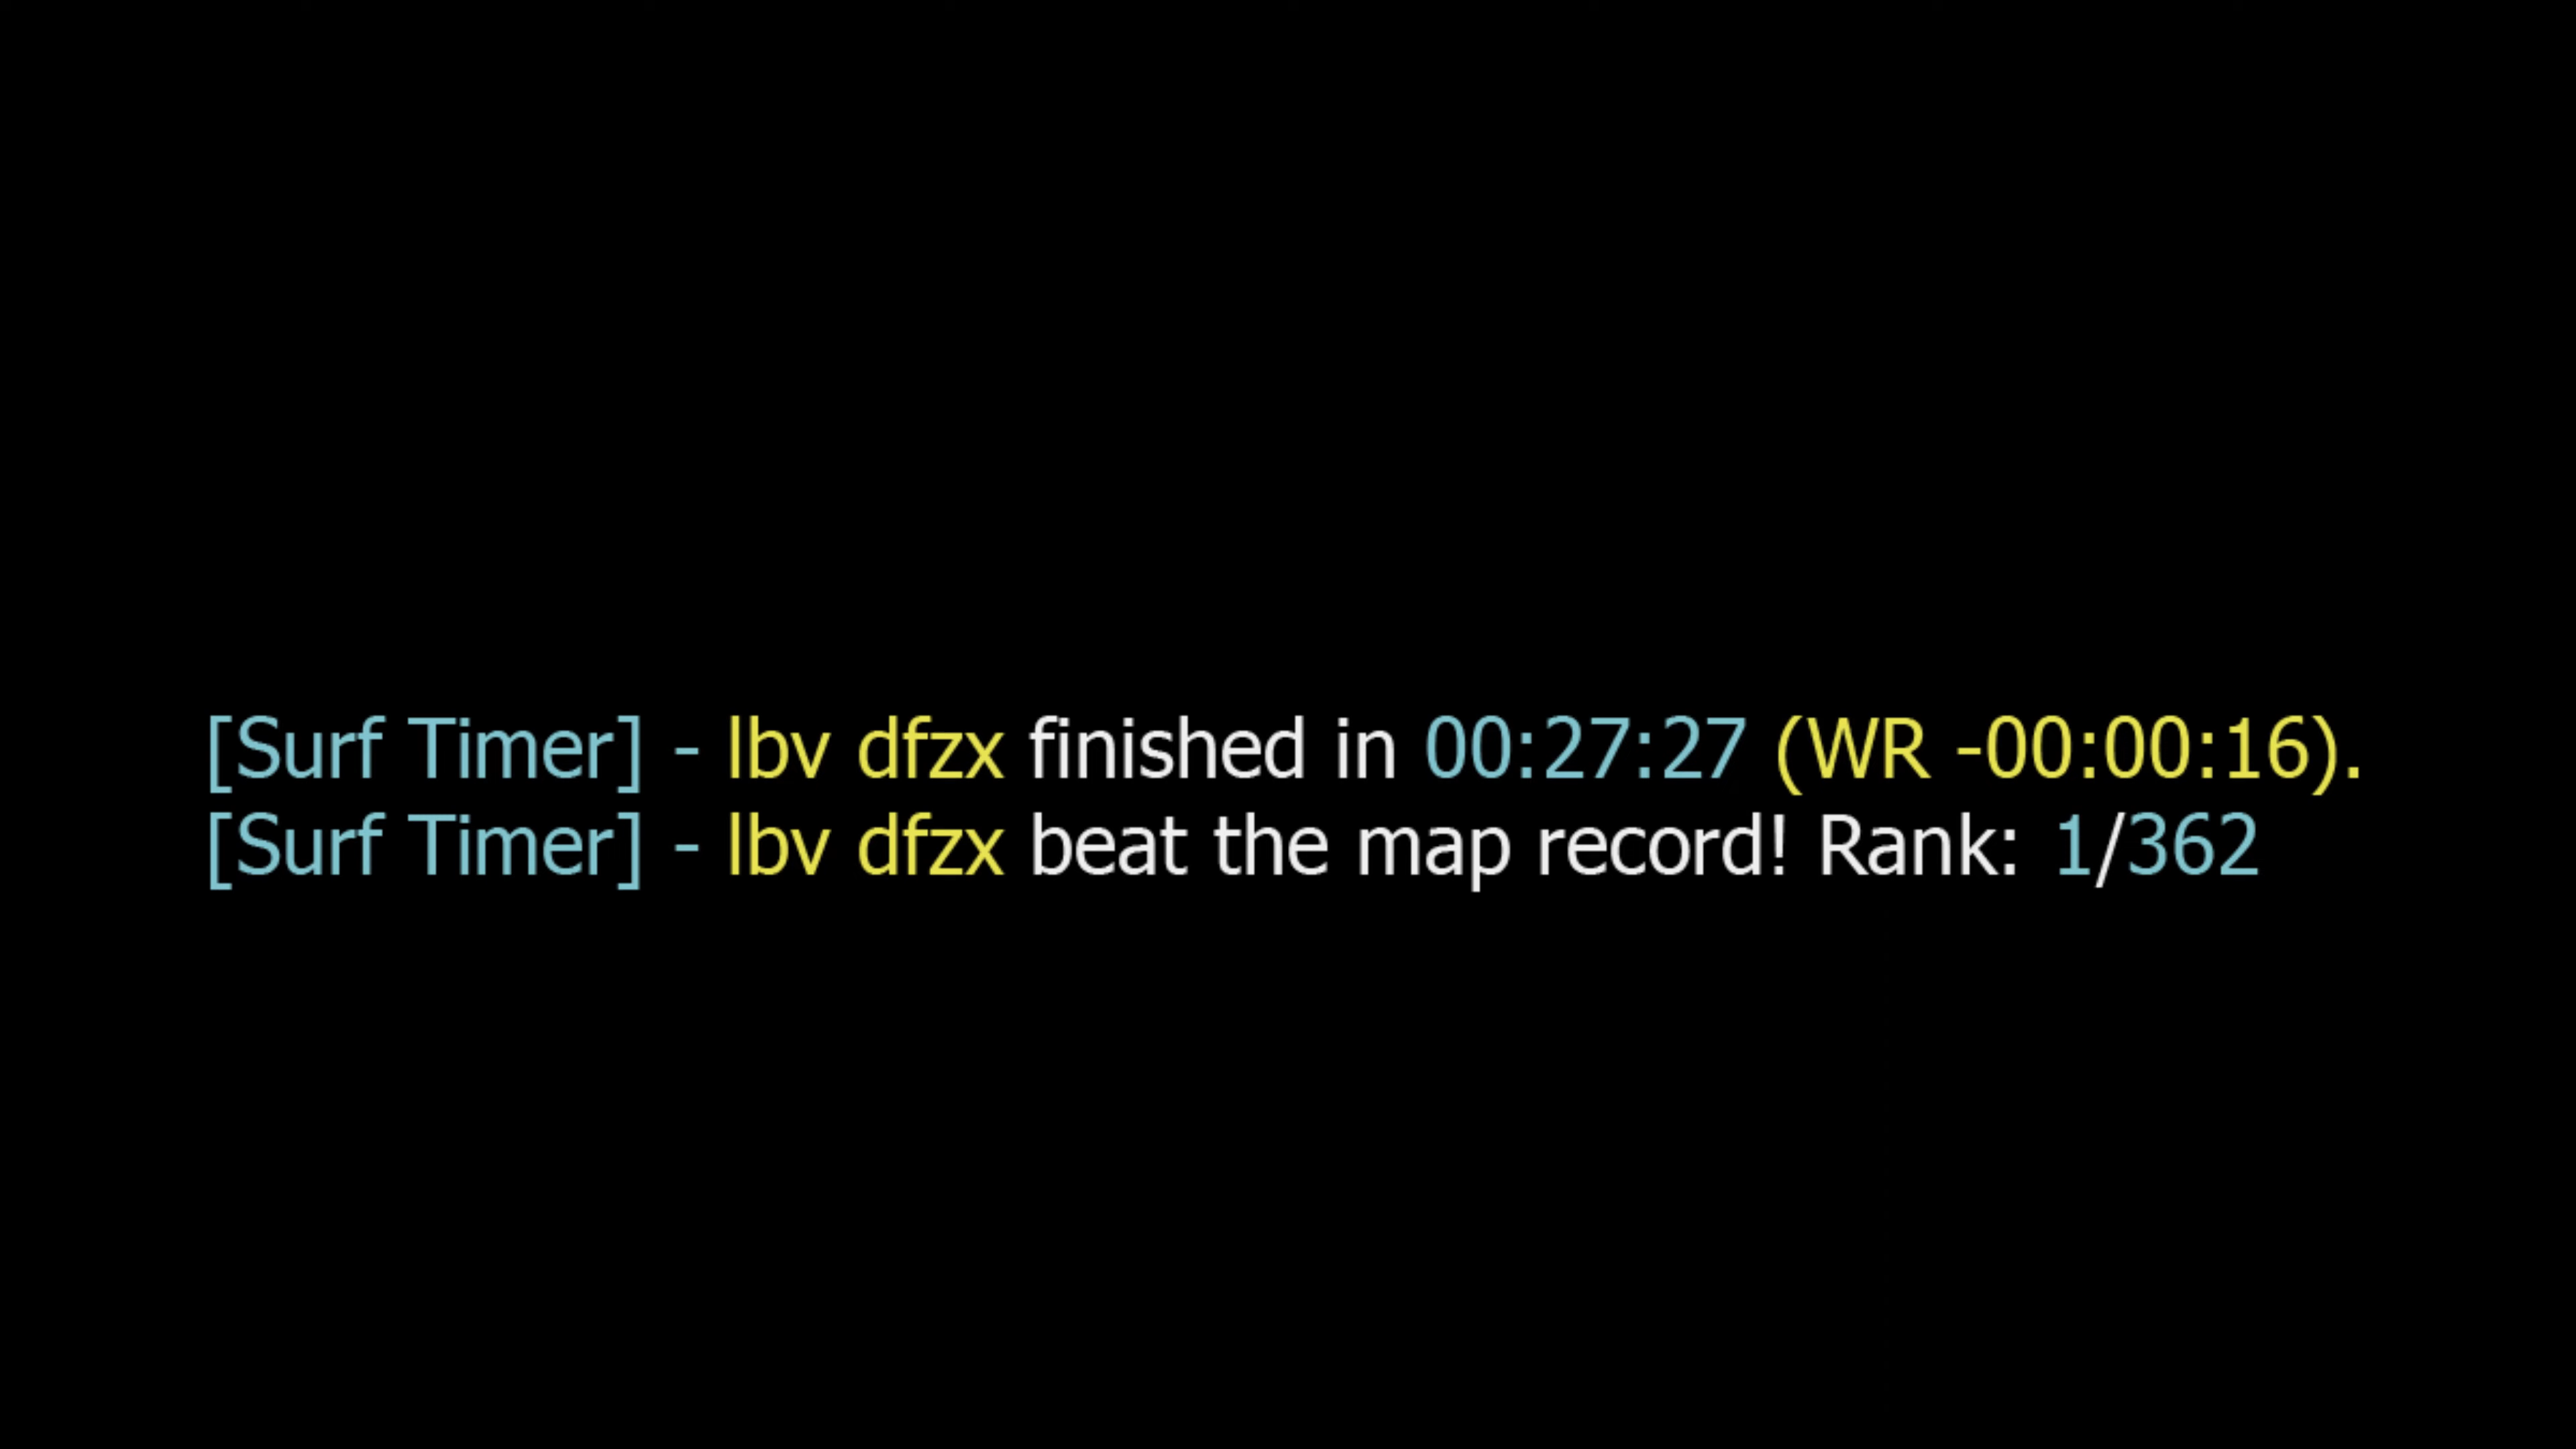 [Surf Timer] - lbv dfzx finished in 00:27:27 (WR -00:00:16).
[Surf Timer] - lbv dfzx beat the map record! Rank: 1/362